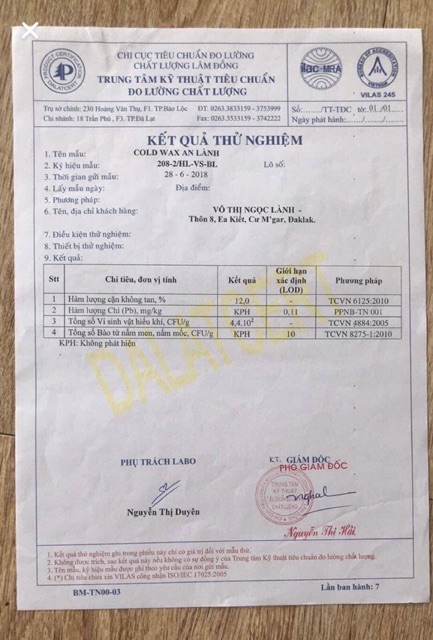 CHI CỤC TIÊU CHUẨN ĐO LƯỜNG
CHẤT LƯỢNG LÂM ĐỒNG
TRUNG TÂM KỸ THUẬT TIÊU CHUẨN
ĐO LƯỜNG CHẤT LƯỢNG
ilac-MRA
VILAS 245
Trụ sở chính: 230 Hoàng Văn Thụ, F1. TP.Bảo Lộc ĐT: 0263.3833159 - 3753999
Chi nhánh: 18 Trần Phú, F3. TP.Đà Lạt Fax: 0263.3533159 - 3742222
Số:....../TT-TĐC tờ: 01 / 01
Ngày phát hành:
KẾT QUẢ THỬ NGHIỆM
1. Tên mẫu: COLD WAX AN LÀNH
2. Ký hiệu mẫu: 208-2/HL-VS-BL Lô số:
3. Thời gian gửi mẫu: 28 - 6 - 2018
4. Lấy mẫu ngày: Địa điểm:
5. Phương pháp:
6. Tên, địa chỉ khách hàng: VÕ THỊ NGỌC LÀNH -
Thôn 8, Ea Kiết, Cư M'gar, Đaklak.
7. Điều kiện thử nghiệm:
8. Thiết bị thử nghiệm:
9. Kết quả:
Stt Chỉ tiêu, đơn vị tính Kết quả Giới hạn xác định (LOD) Phương pháp
1 Hàm lượng cặn không tan, % 12,0 - TCVN 6125:2010
2 Hàm lượng Chì (Pb), mg/kg KPH 0,11 PPNB-TN 001
3 Tổng số Vi sinh vật hiếu khí, CFU/g 4,4.10² - TCVN 4884:2005
4 Tổng số Bào tử nấm men, nấm mốc, CFU/g KPH 10 TCVN 8275-1:2010
KPH: Không phát hiện
DALATCERT
PHỤ TRÁCH LABO
KT. GIÁM ĐỐC
PHÓ GIÁM ĐỐC
TRUNG TÂM
KỸ THUẬT
TIÊU CHUẨN
CHẤT LƯỢNG
Nguyễn Thị Duyên
Nguyễn Thị Hải
1. Kết quả thử nghiệm ghi trong phiếu này chỉ có giá trị đối với mẫu thử.
2. Không được trích, sao kết quả này nếu không có sự đồng ý của Trung tâm Kỹ thuật tiêu chuẩn đo lường chất lượng.
3. Tên mẫu, ký hiệu mẫu được ghi theo yêu cầu của nơi gửi mẫu.
4. (*) Chỉ tiêu chưa xin VILAS công nhận ISO/IEC 17025:2005
BM-TN00-03 Lần ban hành: 7